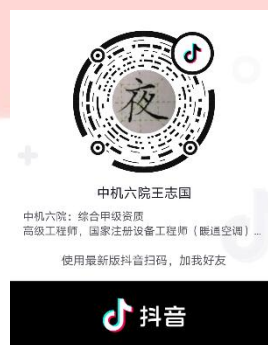 夜
中机六院王志国
中机六院：综合甲级资质
高级工程师，国家注册设备工程师（暖通空调）...
使用最新版抖音扫码，加我好友
抖音